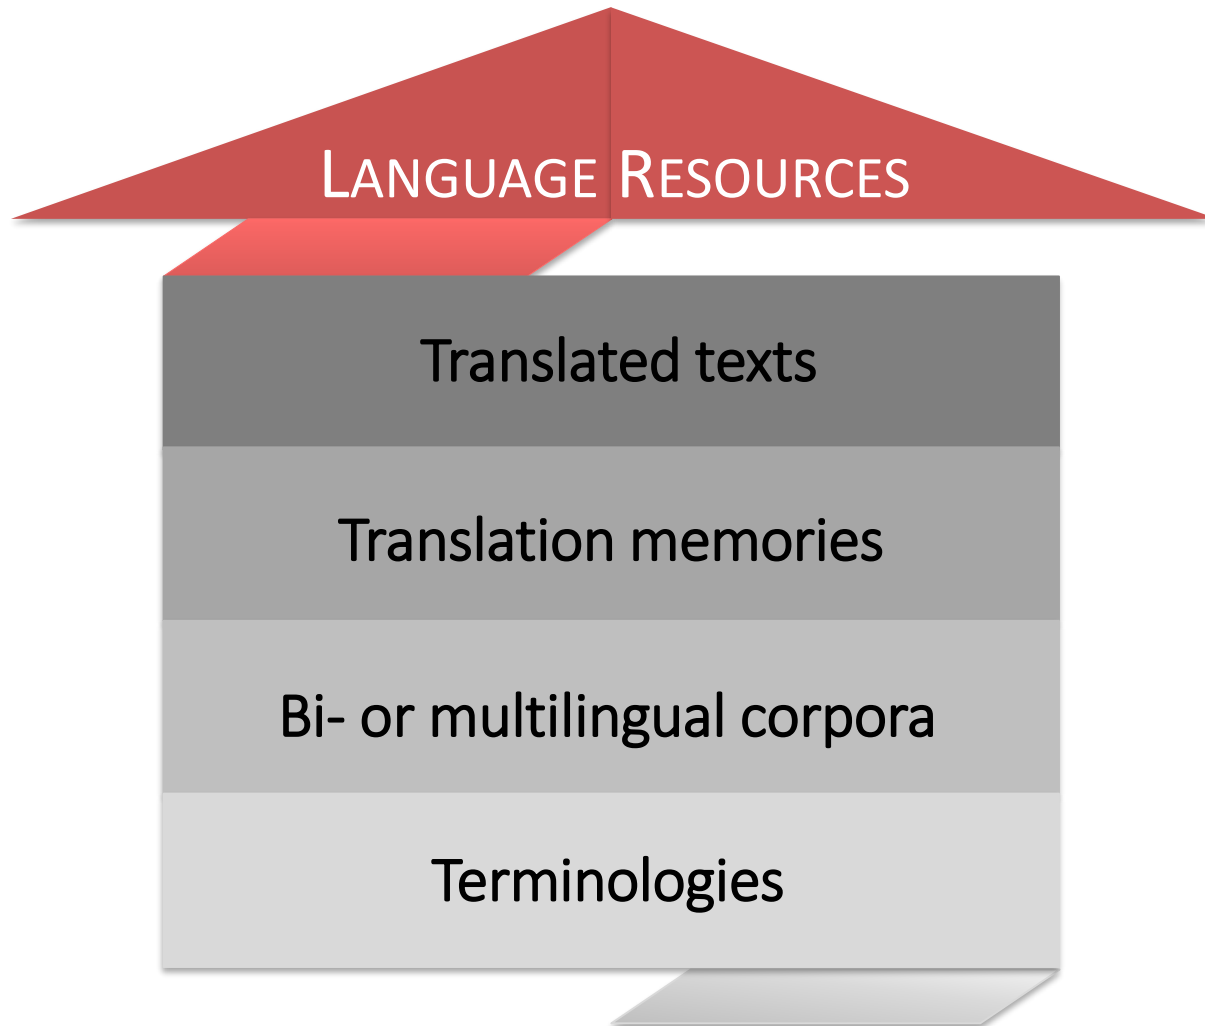 LANGUAGE RESOURCES
Translated texts
Translation memories
Bi- or multilingual corpora
Terminologies